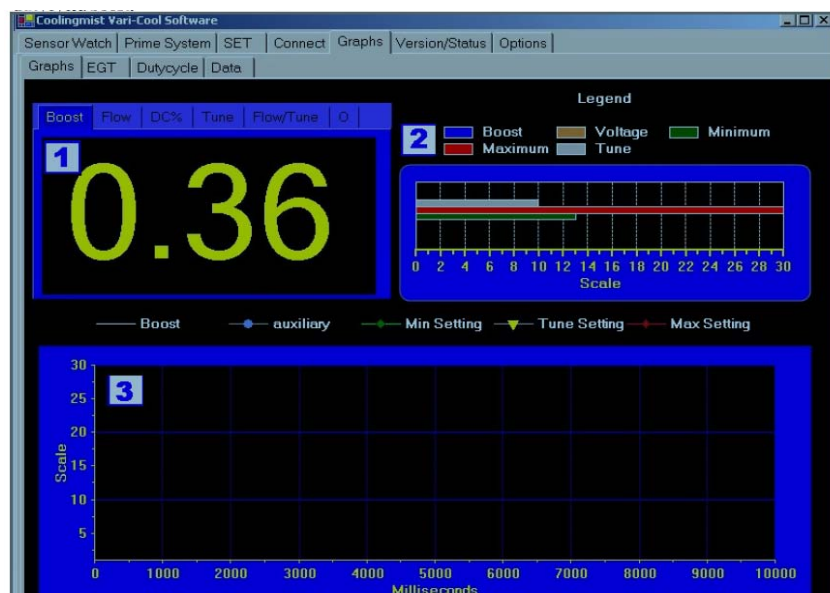 Coolingmist Vari-Cool Software
Sensor Watch Prime System SET Connect Graphs Version/Status Options
Graphs EGT Dutycycle Data
Legend
Boost Flow DC% Tune Flow/Tune O
1
0.36
2
Boost Voltage Minimum
Maximum Tune
0 2 4 6 8 10 12 14 16 18 20 22 24 26 28 30
Scale
Boost auxiliary Min Setting Tune Setting Max Setting
3
Scale
30
25
20
15
10
5
0 1000 2000 3000 4000 5000 6000 7000 8000 9000 10000
Milliseconds